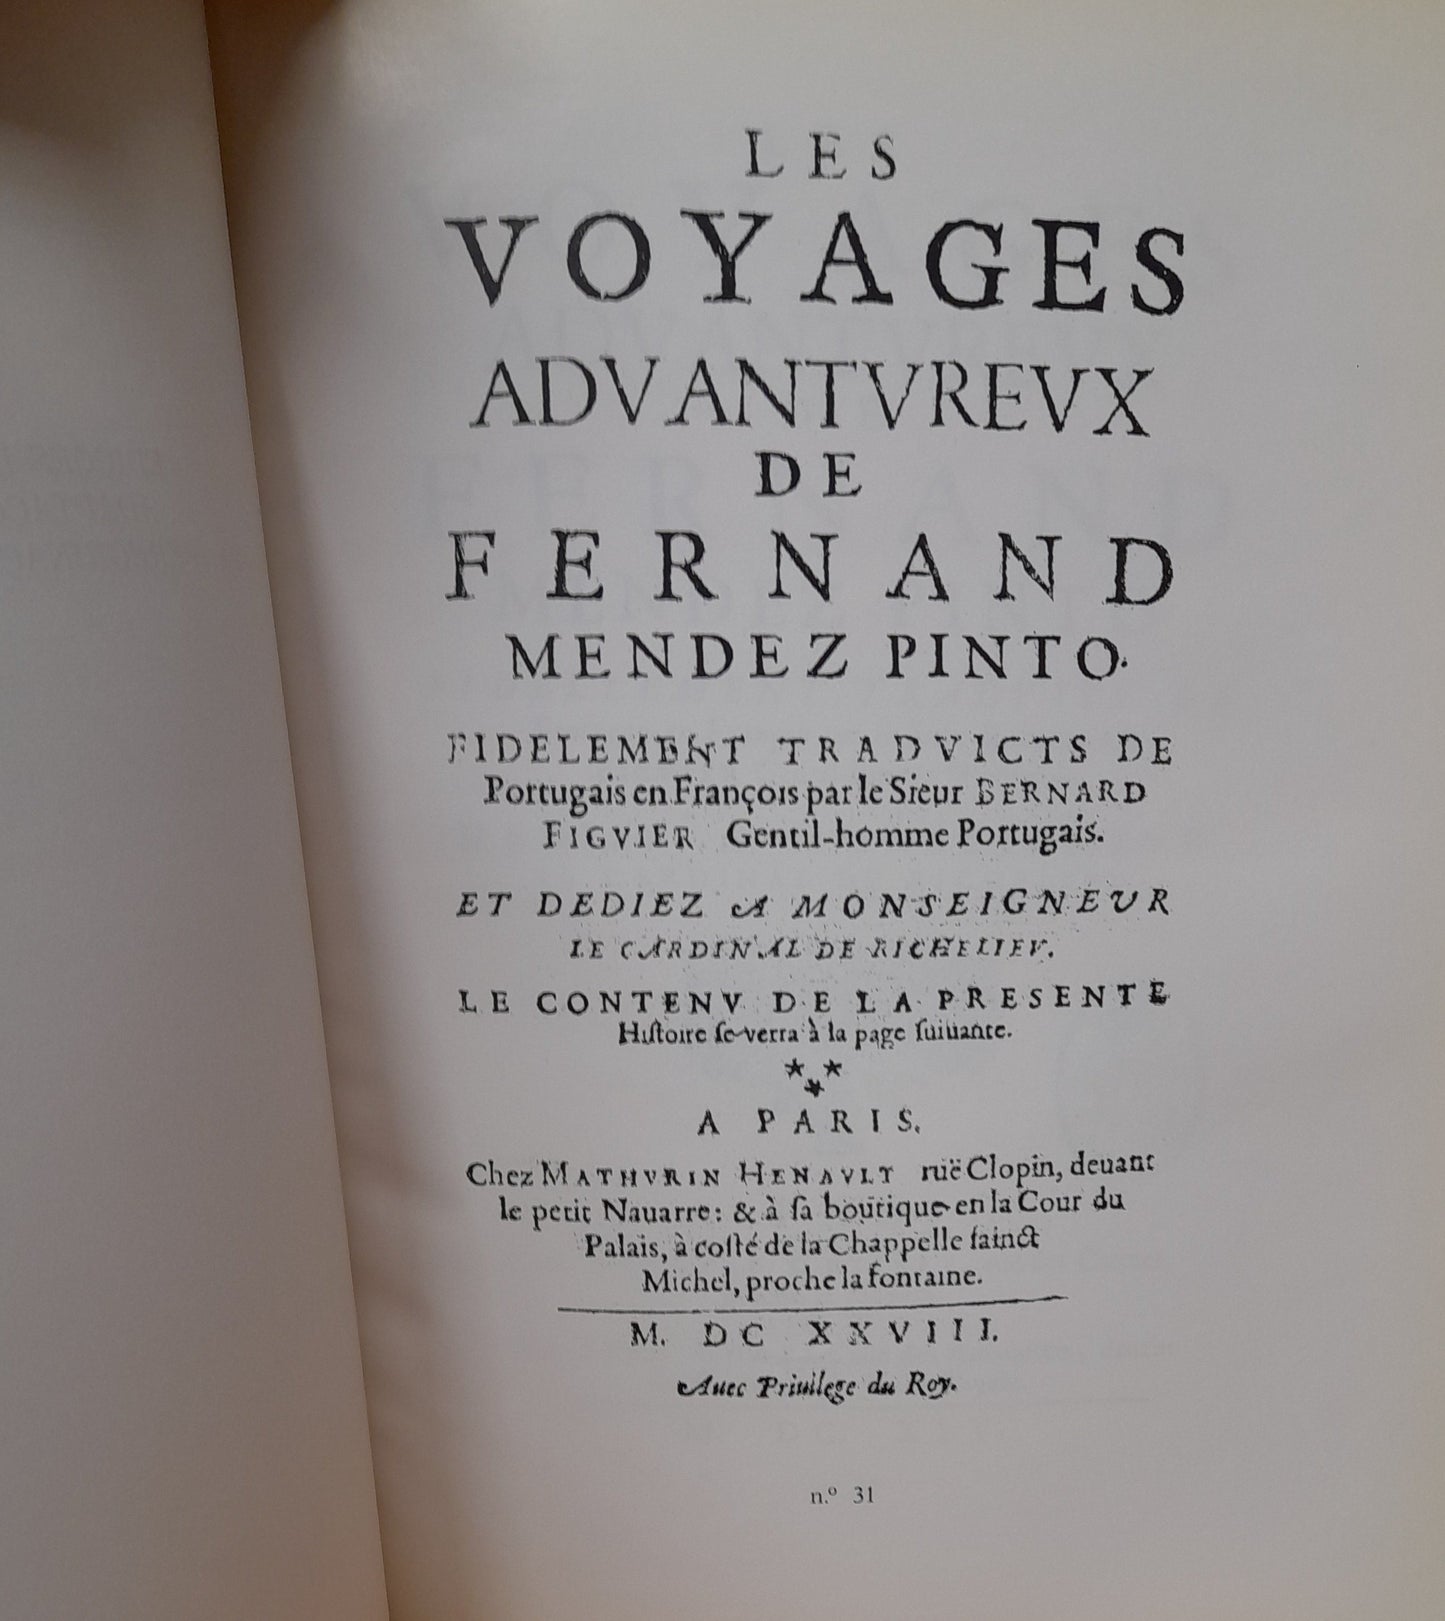 LES
VOYAGES
ADVANTVREVX
DE
FERNAND
MENDEZ PINTO.
FIDELEMENT TRADVICTS DE
Portugais en François par le Sieur BERNARD
FIGVIER Gentil-homme Portugais.
ET DEDIEZ A MONSEIGNEUR
LE CARDINAL DE RICHELIEV.
LE CONTENV DE LA PRESENTE
Histoire se verra à la page suiuante.
A PARIS.
Chez MATHVRIN HENAVLT ruë Clopin, deuant
le petit Nauarre: & à sa boutique en la Cour du
Palais, à costé de la Chappelle sainct
Michel, proche la fontaine.
M. DC XXVIII.
Auec Priuilege du Roy.
n.º 31